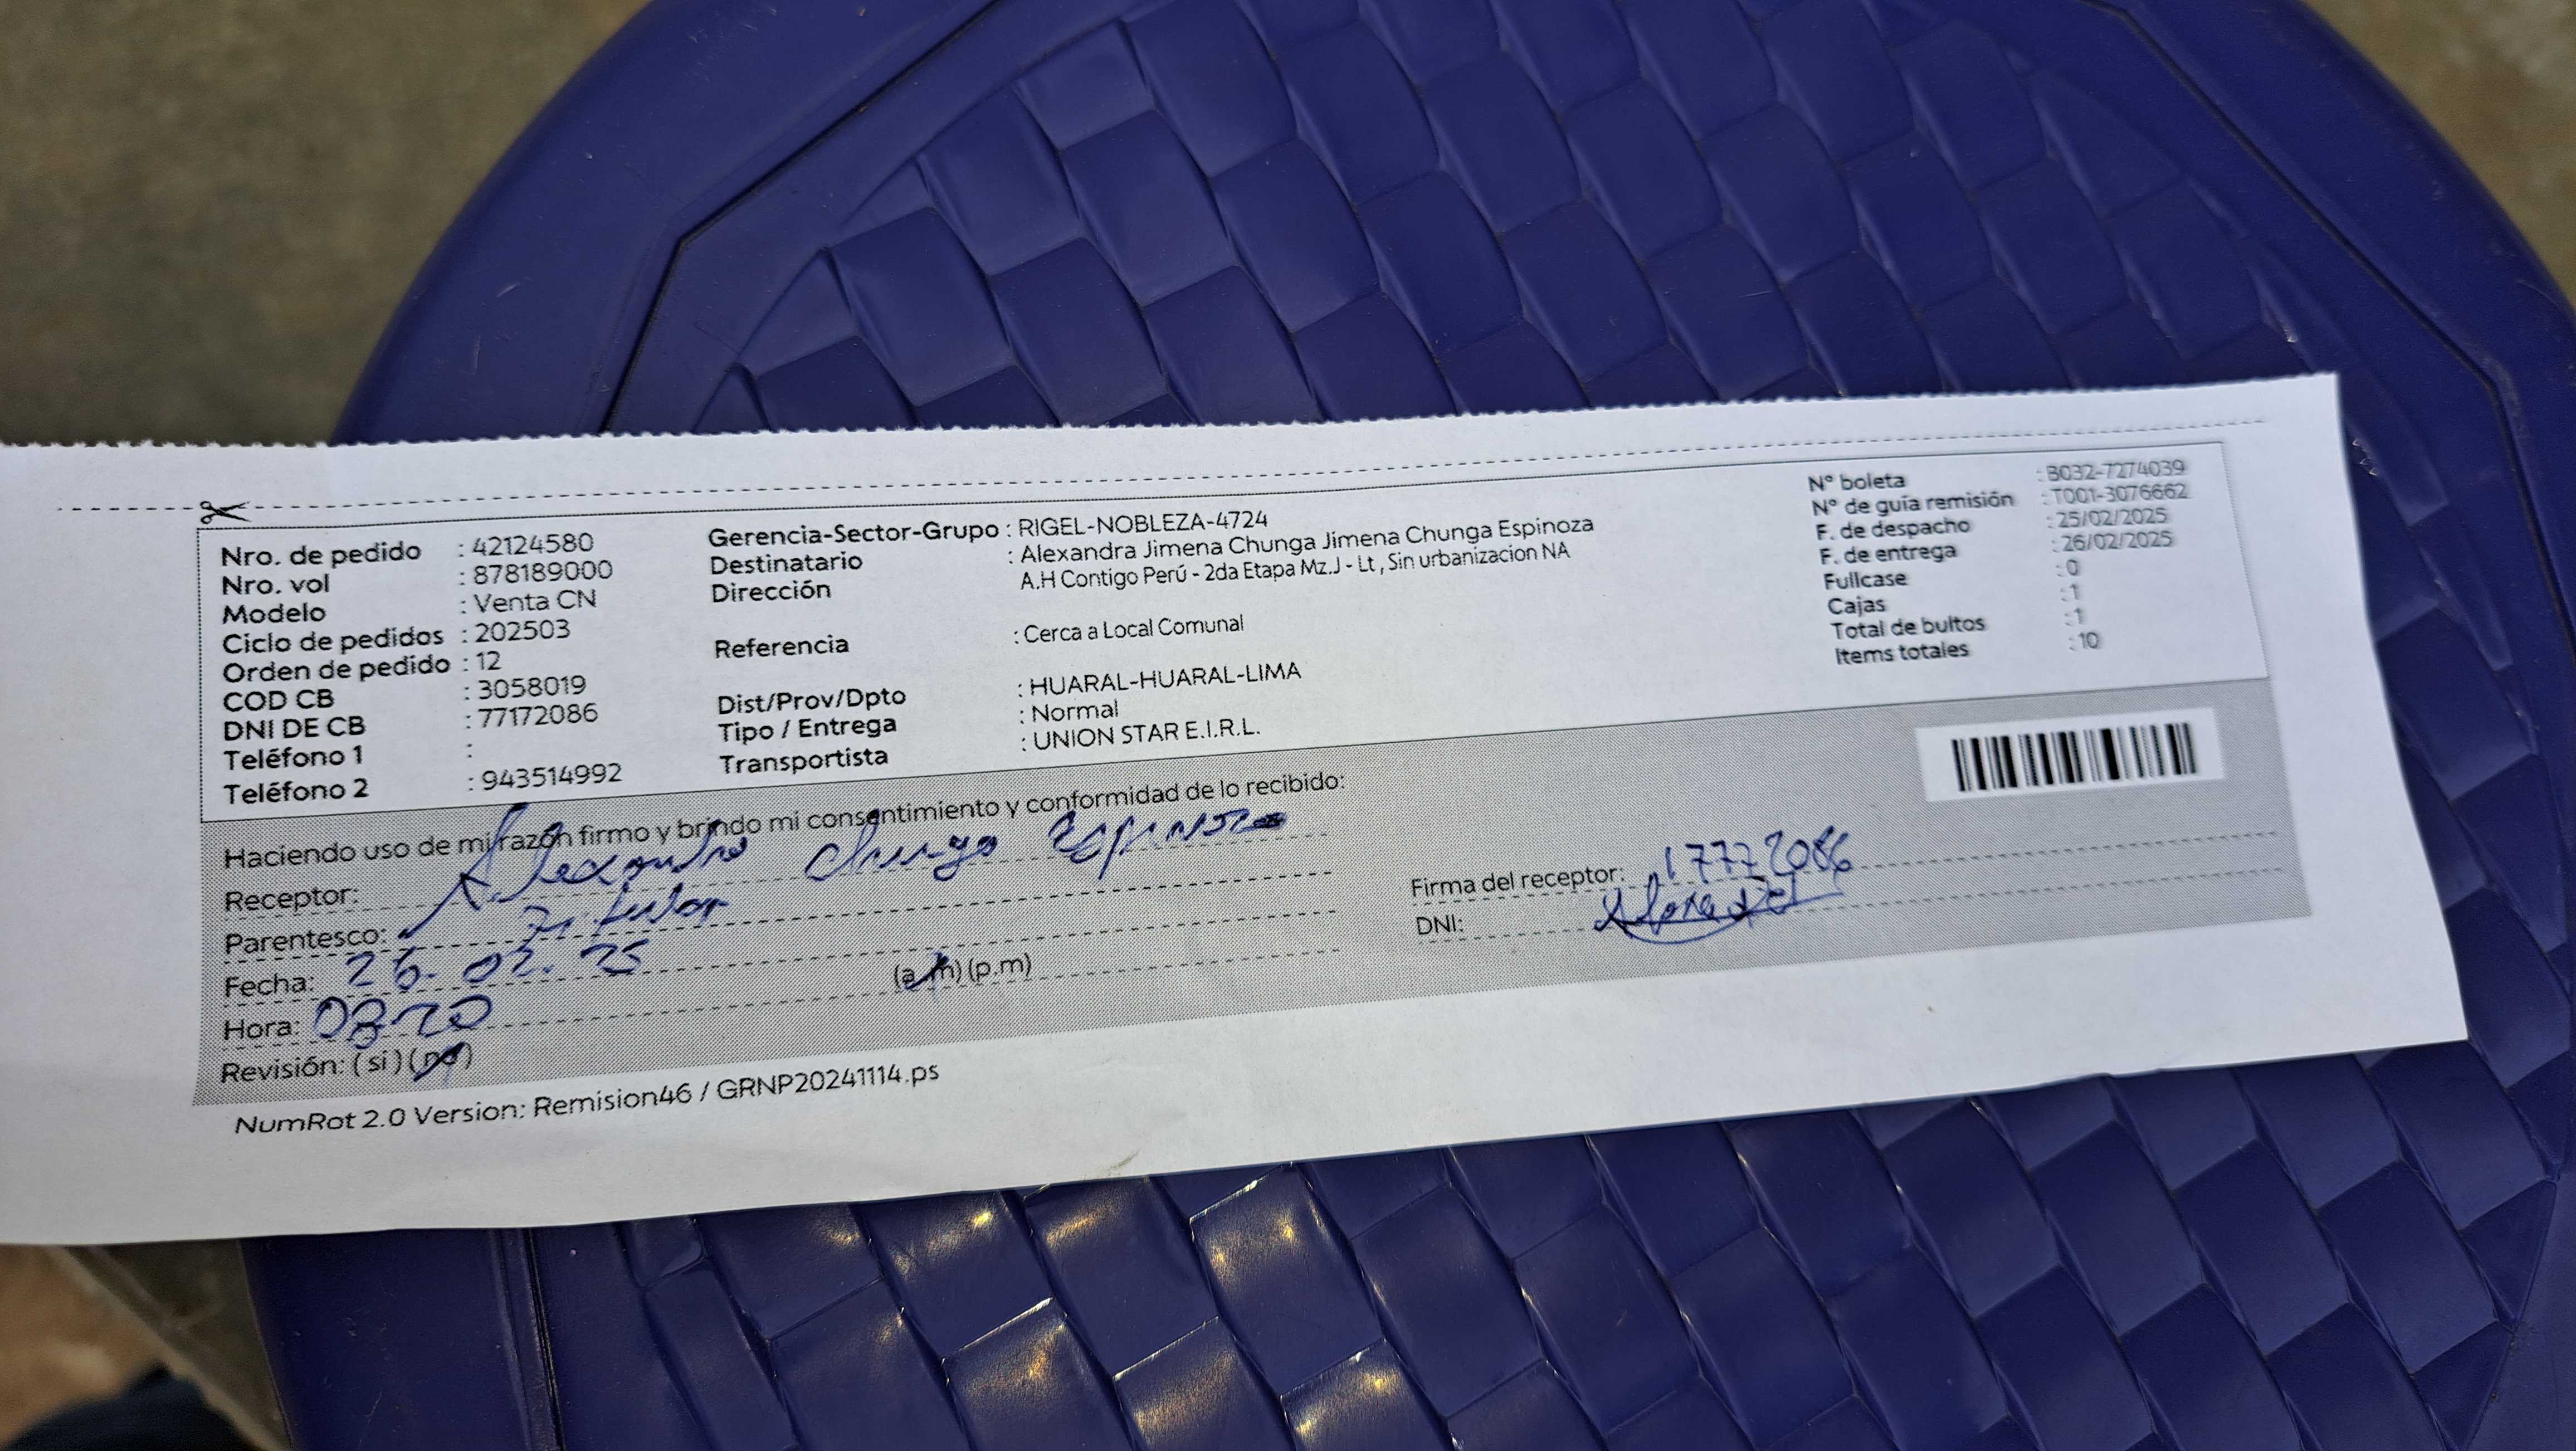 Nro. de pedido : 42124580
Nro. vol : 878189000
Modelo : Venta CN
Ciclo de pedidos : 202503
Orden de pedido : 12
COD CB : 3058019
DNI DE CB : 77172086
Teléfono 1 :
Teléfono 2 : 943514992
Gerencia-Sector-Grupo : RIGEL-NOBLEZA-4724
Destinatario : Alexandra Jimena Chunga Jimena Chunga Espinoza
Dirección A.H Contigo Perú - 2da Etapa Mz.J - Lt , Sin urbanizacion NA
Referencia : Cerca a Local Comunal
Dist/Prov/Dpto : HUARAL-HUARAL-LIMA
Tipo / Entrega : Normal
Transportista : UNION STAR E.I.R.L.
N° boleta : B032-7274039
N° de guía remisión : T001-3076662
F. de despacho : 25/02/2025
F. de entrega : 26/02/2025
Fullcase : 0
Cajas : 1
Total de bultos : 1
Items totales : 10
Haciendo uso de mi razón firmo y brindo mi consentimiento y conformidad de lo recibido:
Receptor: Alexandra Chunga Espinoza
Parentesco: Titular
Fecha: 26. 02. 25
Hora: (a.m) (p.m)
Revisión: ( si ) ( no )
Firma del receptor: 17772086
DNI:
NumRot 2.0 Version: Remision46 / GRNP20241114.ps